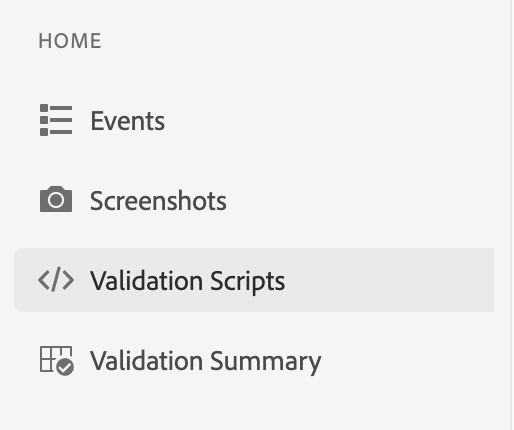 HOME
Events
Screenshots
Validation Scripts
Validation Summary